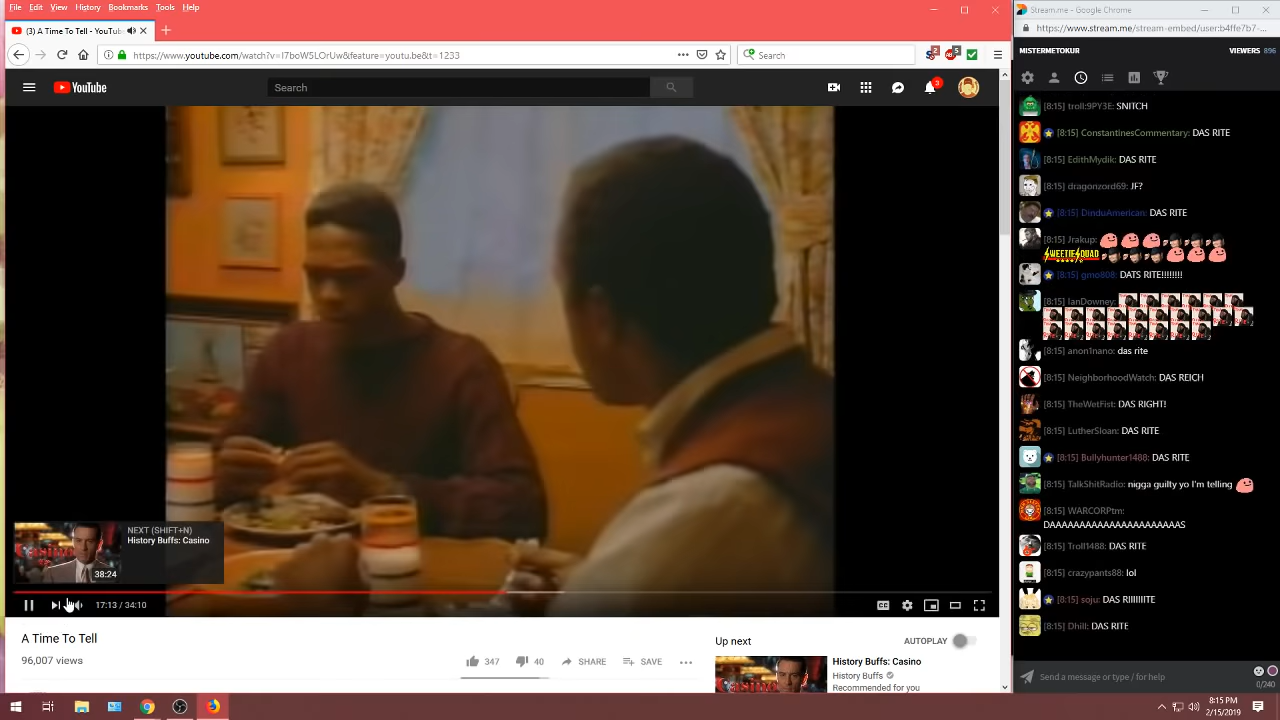 File Edit View History Bookmarks Tools Help
(3) A Time To Tell - YouTub
https://www.youtube.com/watch?v=I7boW5LOrUw&feature=youtu.be&t=1233
Search
YouTube
Search
3
NEXT (SHIFT+N)
History Buffs: Casino
38:24
17:13 / 34:10
A Time To Tell
96,007 views
347
40
SHARE
SAVE
Up next
AUTOPLAY
History Buffs: Casino
History Buffs
Recommended for you
Stream.me - Google Chrome
https://www.stream.me/stream-embed/user:b4ffe7b7-...
MISTERMETOKUR
VIEWERS 896
[8:15] troll:9PY3E: SNITCH
[8:15] ConstantinesCommentary: DAS RITE
[8:15] EdithMydik: DAS RITE
[8:15] dragonzord69: JF?
[8:15] DinduAmerican: DAS RITE
[8:15] Jrakup:
SWEETIESQUAD
[8:15] gmo808: DATS RITE!!!!!!!!
[8:15] IanDowney:
[8:15] anon1nano: das rite
[8:15] NeighborhoodWatch: DAS REICH
[8:15] TheWetFist: DAS RIGHT!
[8:15] LutherSloan: DAS RITE
[8:15] Bullyhunter1488: DAS RITE
[8:15] TalkShitRadio: nigga guilty yo I'm telling
[8:15] WARCORPtm:
DAAAAAAAAAAAAAAAAAAAAAAS
[8:15] Troll1488: DAS RITE
[8:15] crazypants88: lol
[8:15] soju: DAS RIIIIIIITE
[8:15] Dhill: DAS RITE
Send a message or type / for help
0/240
8:15 PM
2/15/2019